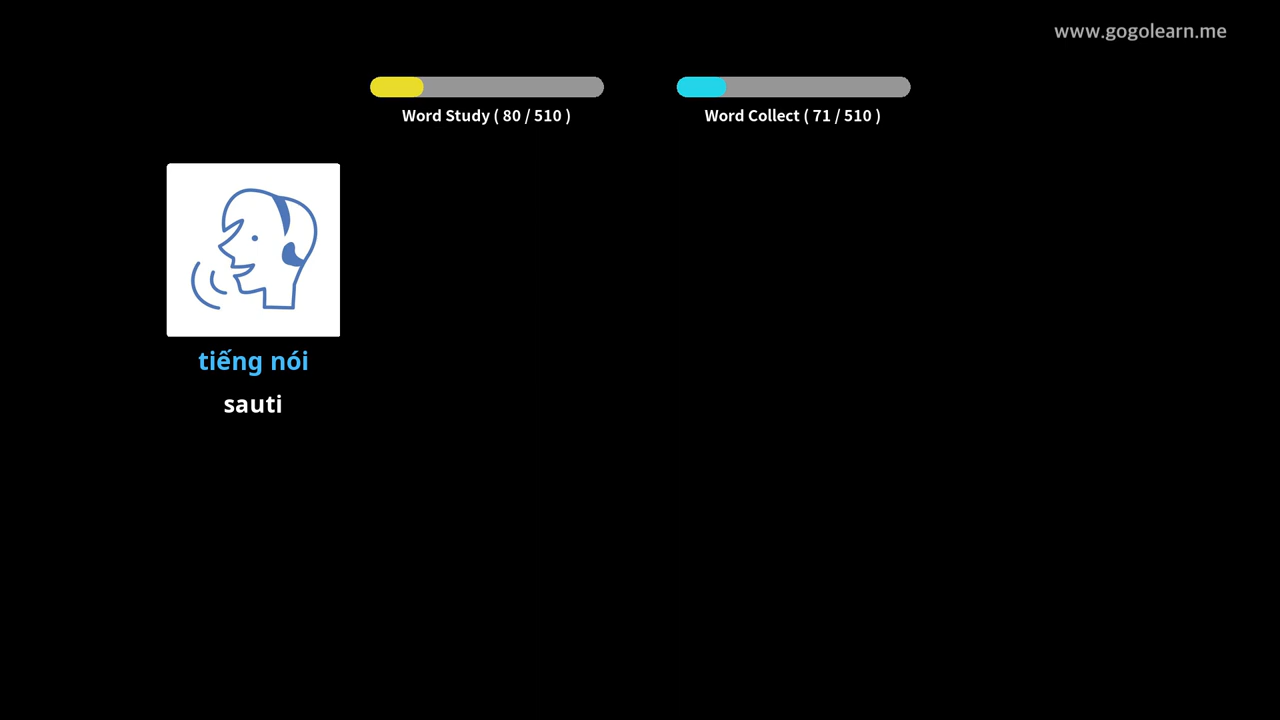 www.gogolearn.me
Word Study ( 80 / 510 )
Word Collect ( 71 / 510 )
tiếng nói
sauti